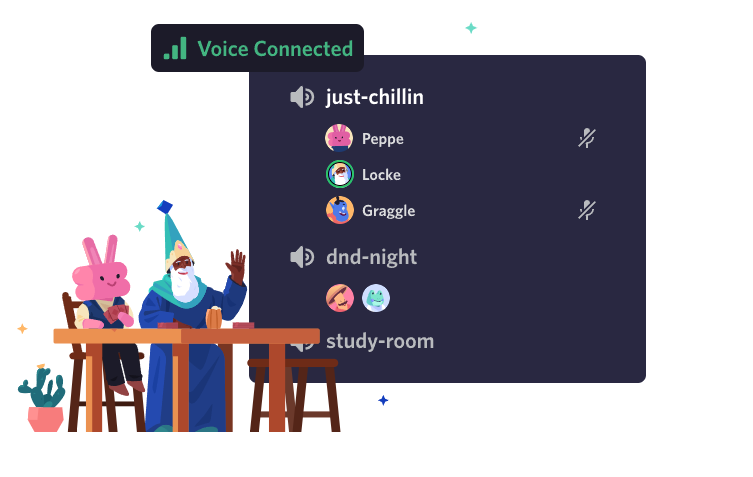 Voice Connected
just-chillin
Peppe
Locke
Graggle
dnd-night
study-room